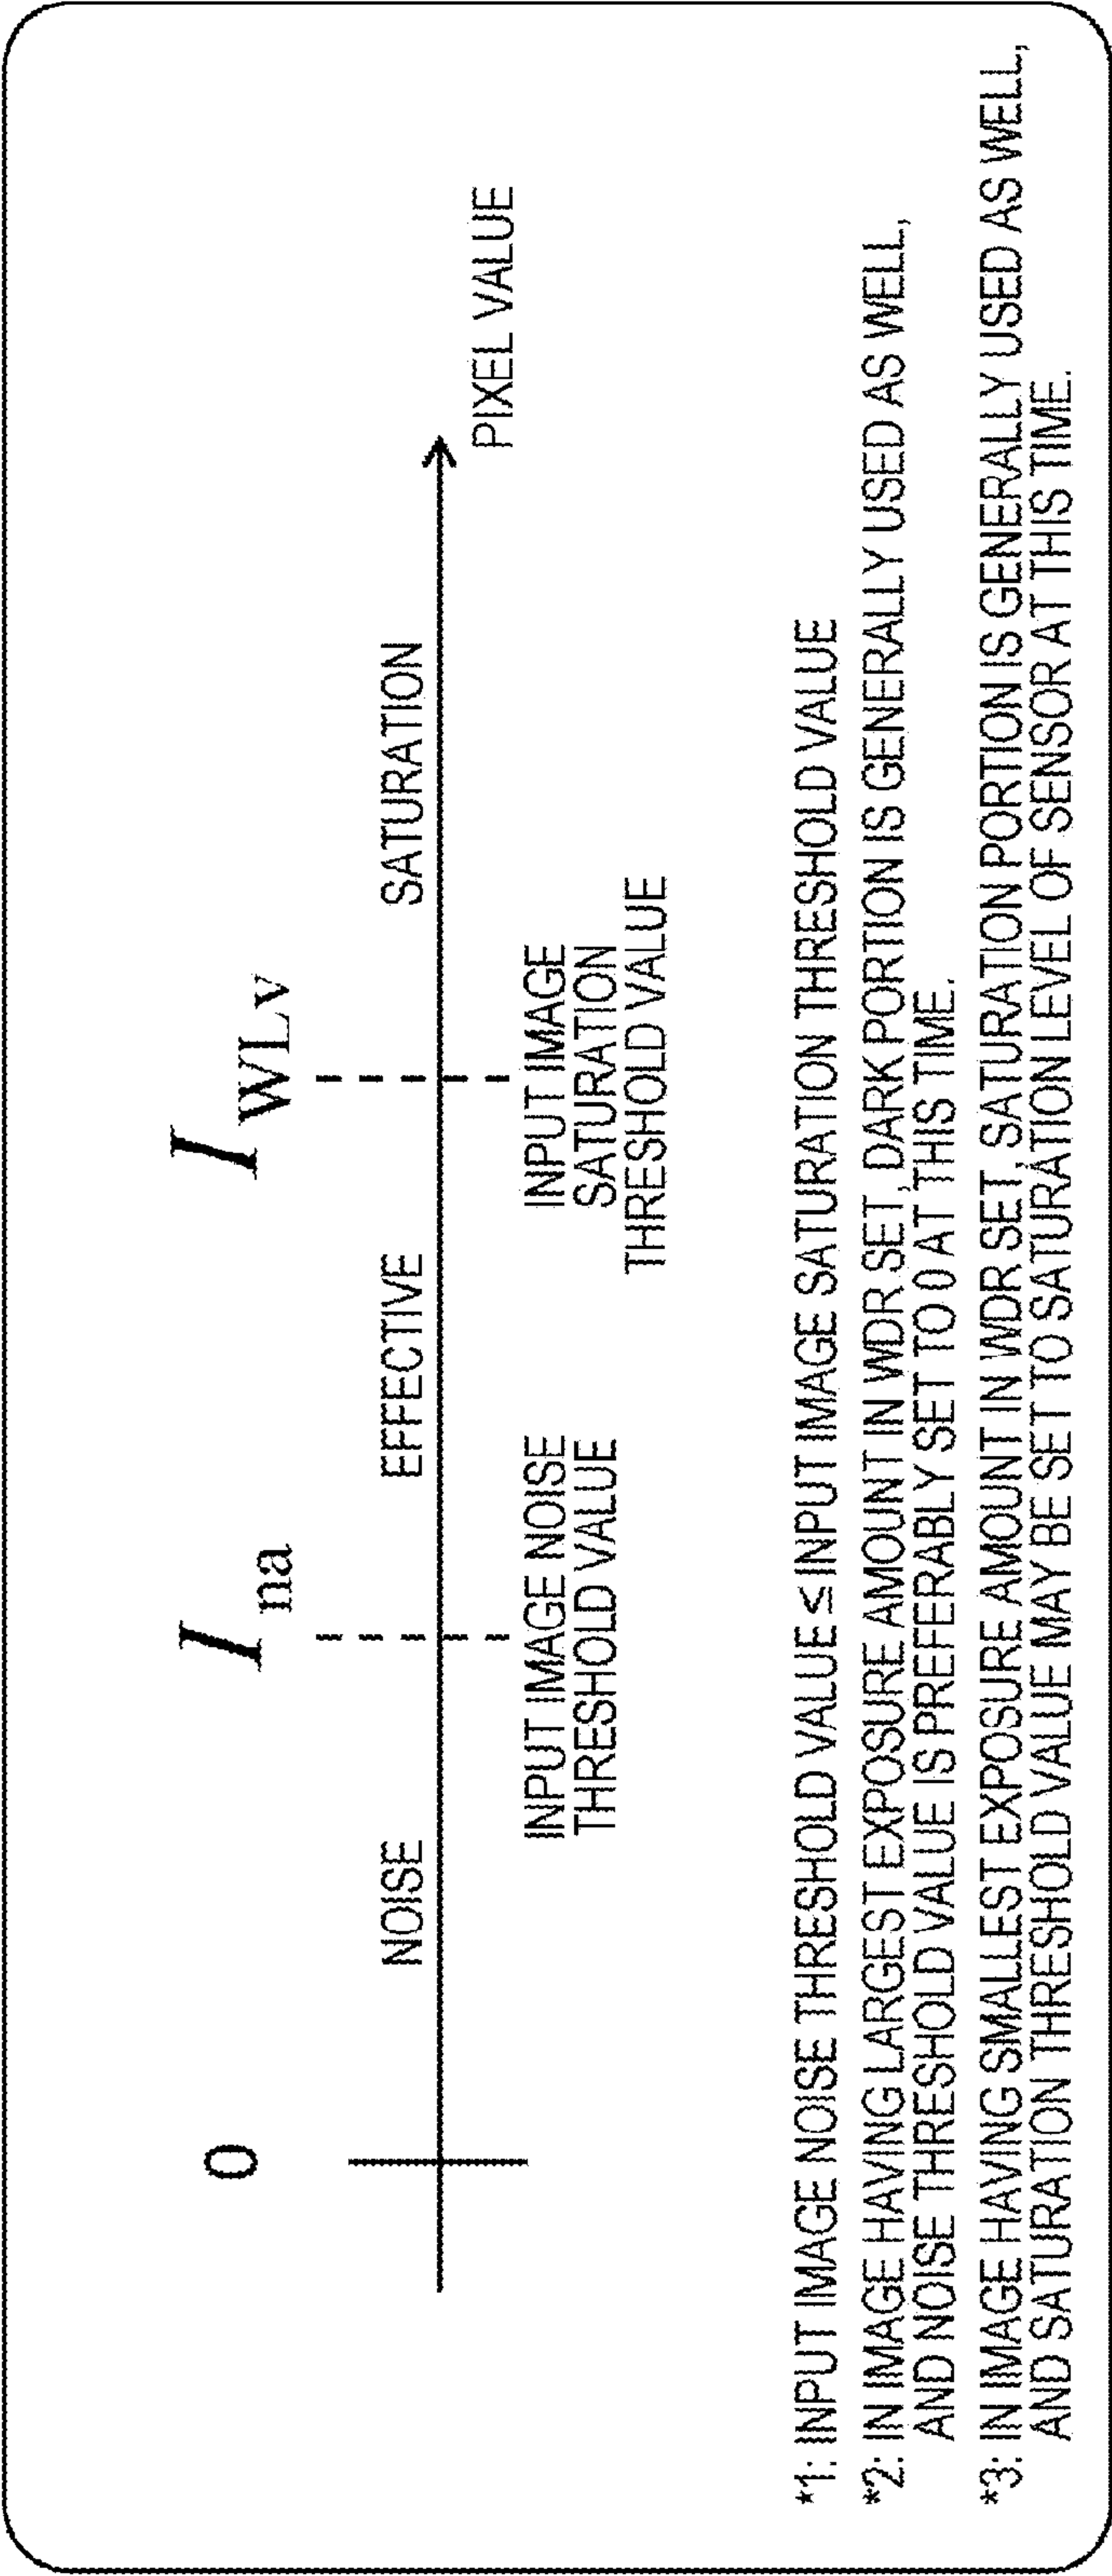 0
I na
I WLv
NOISE
EFFECTIVE
SATURATION
PIXEL VALUE
INPUT IMAGE NOISE
THRESHOLD VALUE
INPUT IMAGE
SATURATION
THRESHOLD VALUE
*1: INPUT IMAGE NOISE THRESHOLD VALUE ≤ INPUT IMAGE SATURATION THRESHOLD VALUE
*2: IN IMAGE HAVING LARGEST EXPOSURE AMOUNT IN WDR SET, DARK PORTION IS GENERALLY USED AS WELL,
AND NOISE THRESHOLD VALUE IS PREFERABLY SET TO 0 AT THIS TIME.
*3: IN IMAGE HAVING SMALLEST EXPOSURE AMOUNT IN WDR SET, SATURATION PORTION IS GENERALLY USED AS WELL,
AND SATURATION THRESHOLD VALUE MAY BE SET TO SATURATION LEVEL OF SENSOR AT THIS TIME.